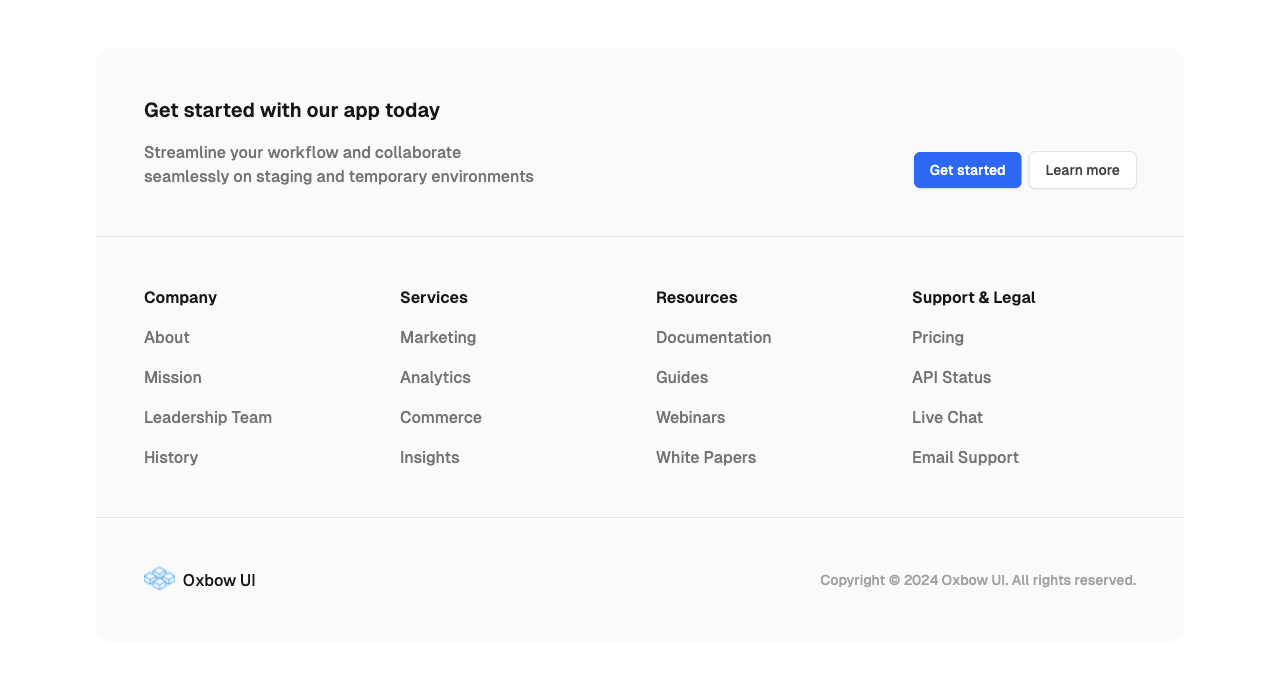 Get started with our app today
Streamline your workflow and collaborate
seamlessly on staging and temporary environments
Get started
Learn more
Company
About
Mission
Leadership Team
History
Services
Marketing
Analytics
Commerce
Insights
Resources
Documentation
Guides
Webinars
White Papers
Support & Legal
Pricing
API Status
Live Chat
Email Support
Oxbow UI
Copyright © 2024 Oxbow UI. All rights reserved.